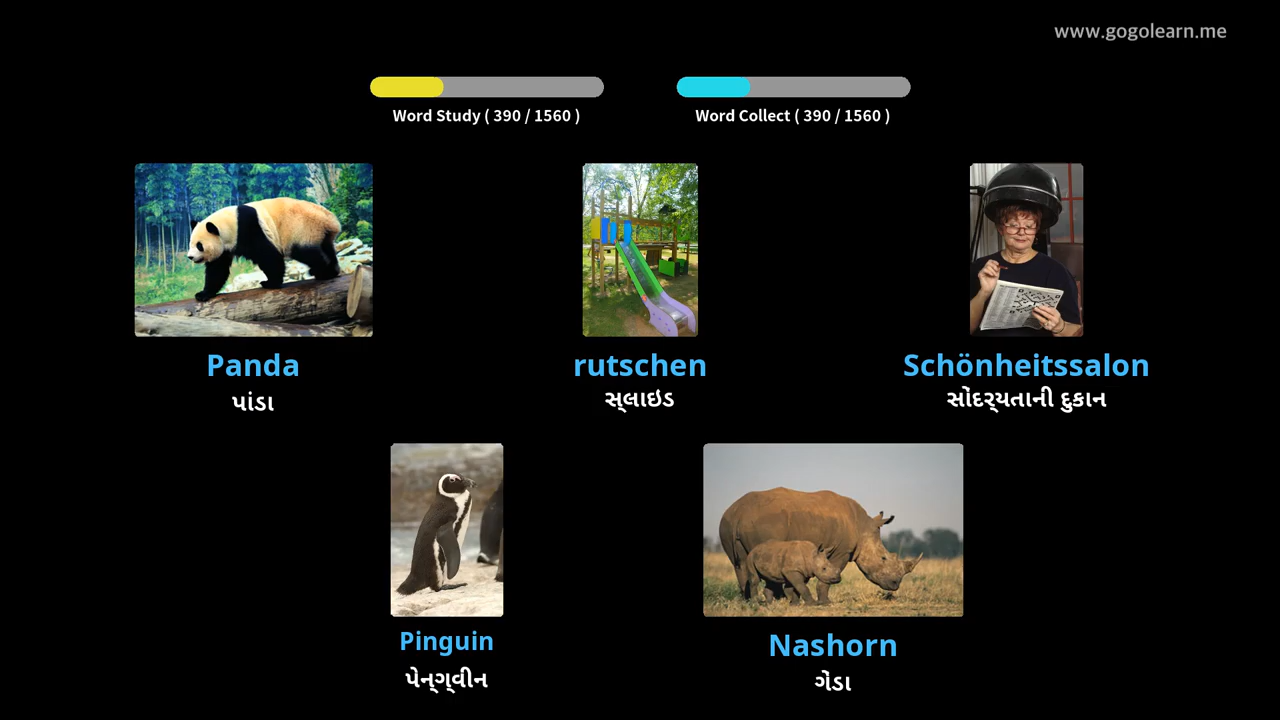 www.gogolearn.me
Word Study ( 390 / 1560 )
Word Collect ( 390 / 1560 )
Panda
rutschen
Schönheitssalon
પાંડા
સ્લાઇડ
સોંદર્યતાની દુકાન
Pinguin
Nashorn
પેન્ગ્વીન
ગેડા